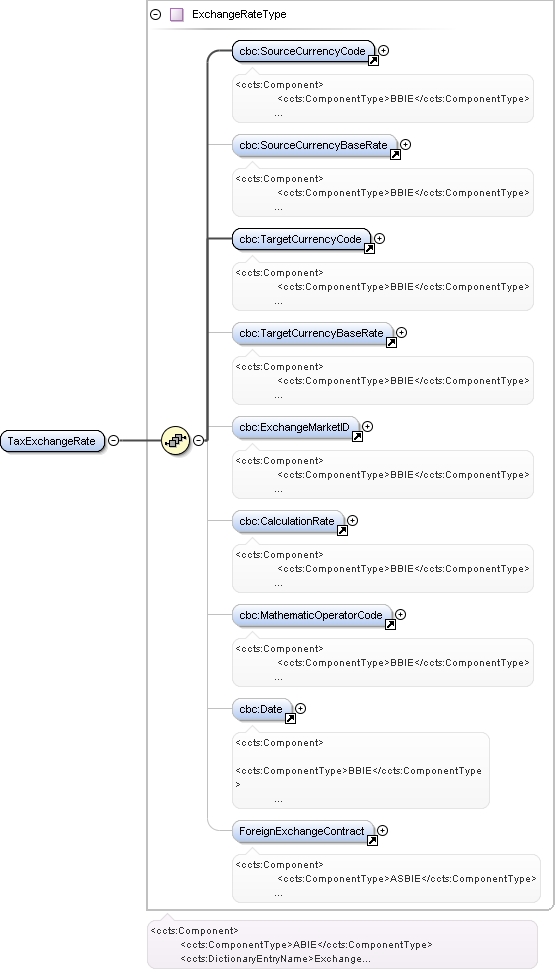 ExchangeRateType
cbc:SourceCurrencyCode
<ccts:Component>
<ccts:ComponentType>BBIE</ccts:ComponentType>
...
cbc:SourceCurrencyBaseRate
<ccts:Component>
<ccts:ComponentType>BBIE</ccts:ComponentType>
...
cbc:TargetCurrencyCode
<ccts:Component>
<ccts:ComponentType>BBIE</ccts:ComponentType>
...
cbc:TargetCurrencyBaseRate
<ccts:Component>
<ccts:ComponentType>BBIE</ccts:ComponentType>
...
TaxExchangeRate
cbc:ExchangeMarketID
<ccts:Component>
<ccts:ComponentType>BBIE</ccts:ComponentType>
...
cbc:CalculationRate
<ccts:Component>
<ccts:ComponentType>BBIE</ccts:ComponentType>
...
cbc:MathematicOperatorCode
<ccts:Component>
<ccts:ComponentType>BBIE</ccts:ComponentType>
...
cbc:Date
<ccts:Component>
<ccts:ComponentType>BBIE</ccts:ComponentType
>
...
ForeignExchangeContract
<ccts:Component>
<ccts:ComponentType>ASBIE</ccts:ComponentType>
...
<ccts:Component>
<ccts:ComponentType>ABIE</ccts:ComponentType>
<ccts:DictionaryEntryName>Exchange...